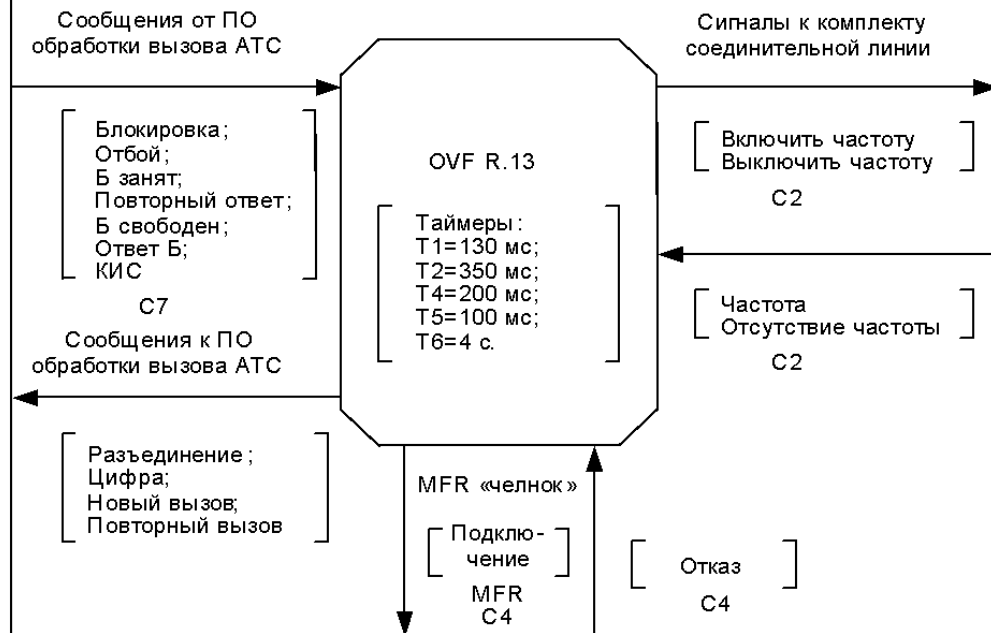 Сообщения от ПО
обработки вызова АТС
Блокировка;
Отбой;
Б занят;
Повторный ответ;
Б свободен;
Ответ Б;
КИС
C7
Сообщения к ПО
обработки вызова АТС
Разъединение;
Цифра;
Новый вызов;
Повторный вызов
OVF R.13
Таймеры:
T1=130 мс;
T2=350 мс;
T4=200 мс;
T5=100 мс;
T6=4 с.
MFR «челнок»
Подклю-
чение
MFR
C4
Сигналы к комплекту
соединительной линии
Включить частоту
Выключить частоту
C2
Частота
Отсутствие частоты
C2
Отказ
C4